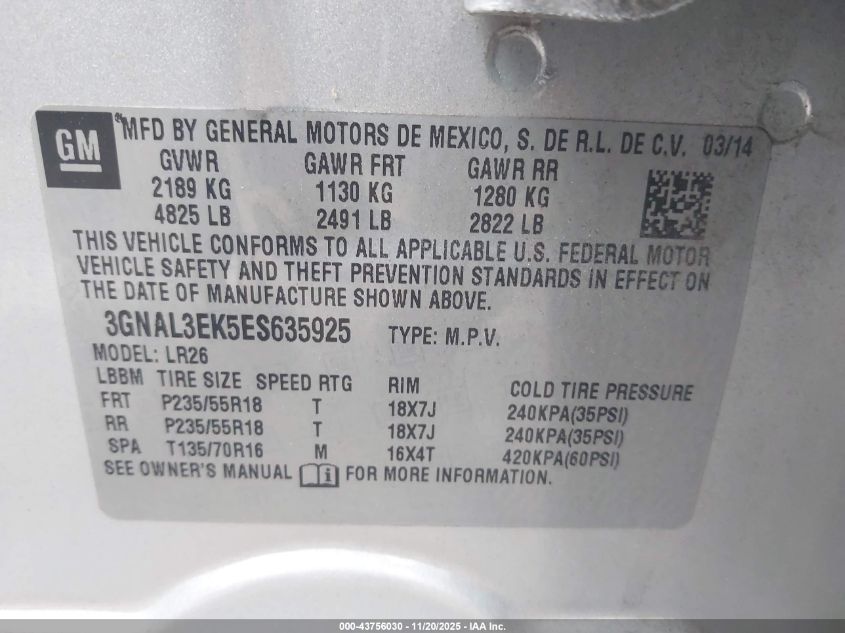 GM
MFD BY GENERAL MOTORS DE MEXICO, S. DE R.L. DE C.V. 03/14
GVWR GAWR FRT GAWR RR
2189 KG 1130 KG 1280 KG
4825 LB 2491 LB 2822 LB
THIS VEHICLE CONFORMS TO ALL APPLICABLE U.S. FEDERAL MOTOR
VEHICLE SAFETY AND THEFT PREVENTION STANDARDS IN EFFECT ON
THE DATE OF MANUFACTURE SHOWN ABOVE.
3GNAL3EK5ES635925 TYPE: M.P.V.
MODEL: LR26
LBBM TIRE SIZE SPEED RTG RIM COLD TIRE PRESSURE
FRT P235/55R18 T 18X7J 240KPA(35PSI)
RR P235/55R18 T 18X7J 240KPA(35PSI)
SPA T135/70R16 M 16X4T 420KPA(60PSI)
SEE OWNER'S MANUAL i FOR MORE INFORMATION.
000-43756030 - 11/20/2025 - IAA Inc.